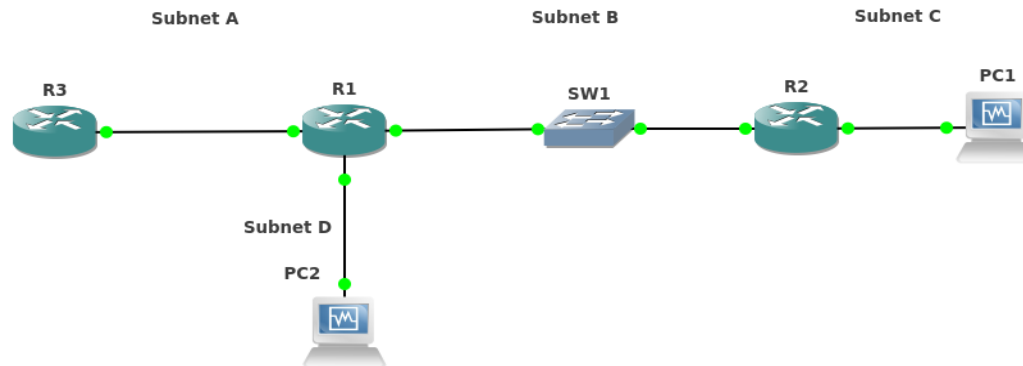 Subnet A
Subnet B
Subnet C
R3
R1
SW1
R2
PC1
Subnet D
PC2